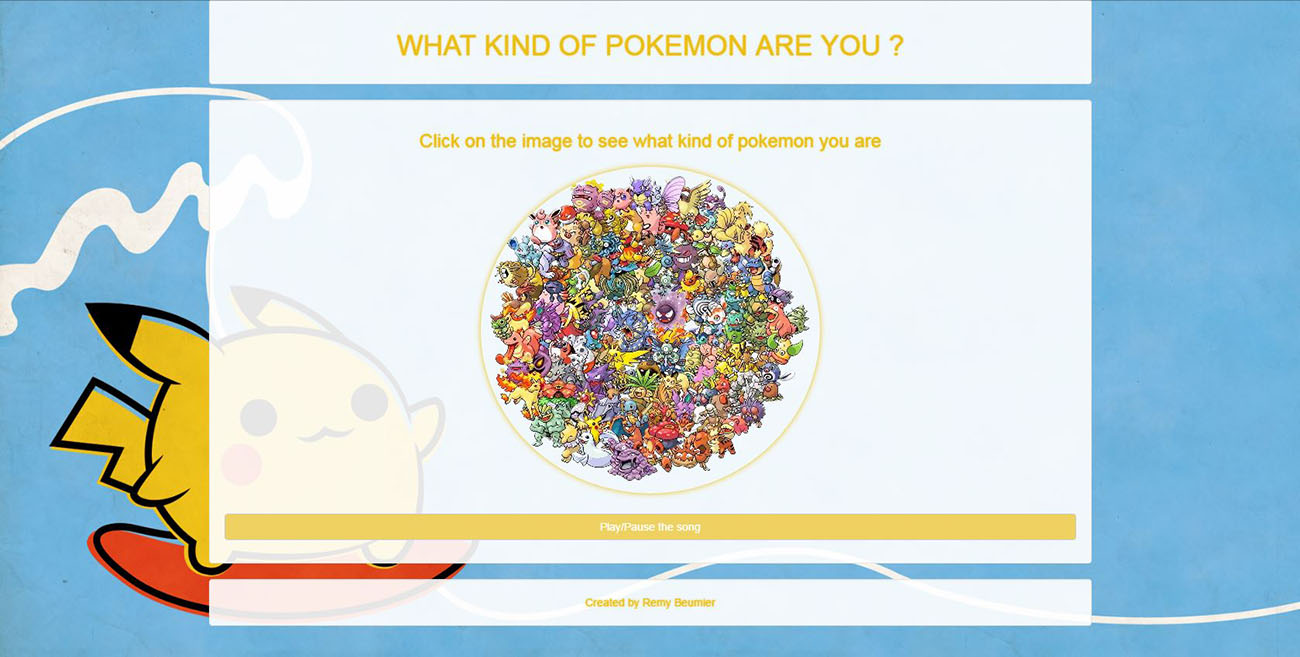 WHAT KIND OF POKEMON ARE YOU ?
Click on the image to see what kind of pokemon you are
Play/Pause the song
Created by Remy Beumier